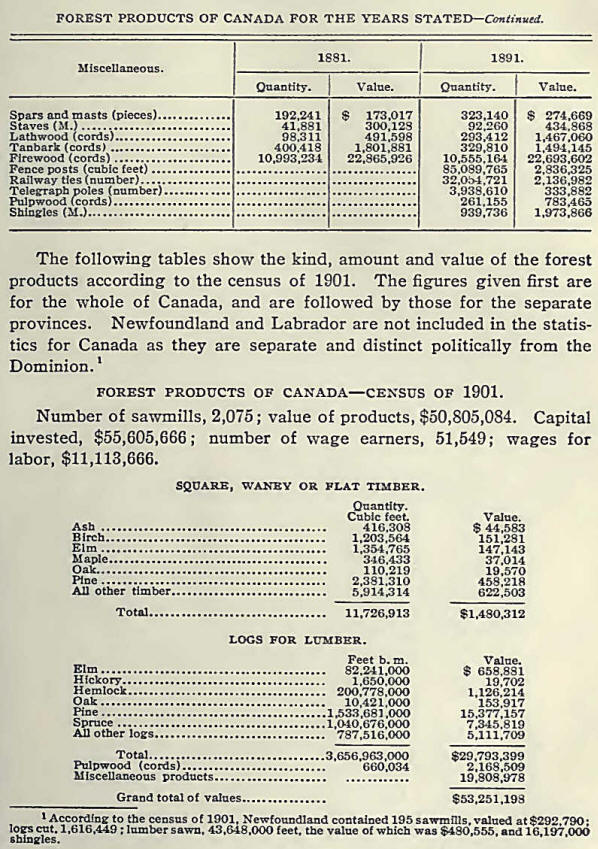 FOREST PRODUCTS OF CANADA FOR THE YEARS STATED—Continued.
Miscellaneous. 1881. 1891.
Quantity. Value. Quantity. Value.
Spars and masts (pieces).............. 192,241 $ 173,017 323,140 $ 274,669
Staves (M.)........................... 41,881 300,128 92,260 434,868
Lathwood (cords)...................... 98,311 491,598 293,412 1,467,060
Tanbark (cords)....................... 400,418 1,801,881 329,810 1,494,145
Firewood (cords)...................... 10,993,234 22,865,926 10,555,164 22,693,602
Fence posts (cubic feet).............. ................ ................ 85,089,765 2,836,325
Railway ties (number)................. ................ ................ 2,136,982
Telegraph poles (number).............. ................ ................ 3,938,610 333,882
Pulpwood (cords)...................... ................ ................ 261,155 783,465
Shingles (M.)......................... ................ ................ 939,736 1,973,866
The following tables show the kind, amount and value of the forest
products according to the census of 1901. The figures given first are
for the whole of Canada, and are followed by those for the separate
provinces. Newfoundland and Labrador are not included in the statis-
tics for Canada as they are separate and distinct politically from the
Dominion.¹
FOREST PRODUCTS OF CANADA—CENSUS OF 1901.
Number of sawmills, 2,075; value of products, $50,805,084. Capital
invested, $55,605,666; number of wage earners, 51,549; wages for
labor, $11,113,666.
SQUARE, WANEY OR FLAT TIMBER.
Quantity.
Cubic feet. Value.
Ash ........................................ 416,308 $ 44,583
Birch....................................... 1,203,564 151,281
Elm ........................................ 1,354,765 147,143
Maple....................................... 346,433 37,014
Oak......................................... 110,219 19,570
Pine ....................................... 2,381,310 458,218
All other timber............................ 5,914,314 622,503
Total................................ 11,726,913 $1,480,312
LOGS FOR LUMBER.
Feet b. m. Value.
Elm ........................................ 82,241,000 $ 658,881
Hickory..................................... 1,650,000 19,702
Hemlock..................................... 200,778,000 1,126,214
Oak ........................................ 10,421,000 153,917
Pine .......................................1,533,681,000 15,377,157
Spruce .....................................1,040,676,000 7,345,819
All other logs.............................. 787,516,000 5,111,709
Total................................3,656,963,000 $29,793,399
Pulpwood (cords)........................... 660,034 2,168,509
Miscellaneous products..................... ............ 19,808,978
Grand total of values................ $53,251,198
¹ According to the census of 1901, Newfoundland contained 195 sawmills, valued at $292,790;
logs cut, 1,616,449; lumber sawn, 43,648,000 feet, the value of which was $480,555, and 16,197,000
shingles.